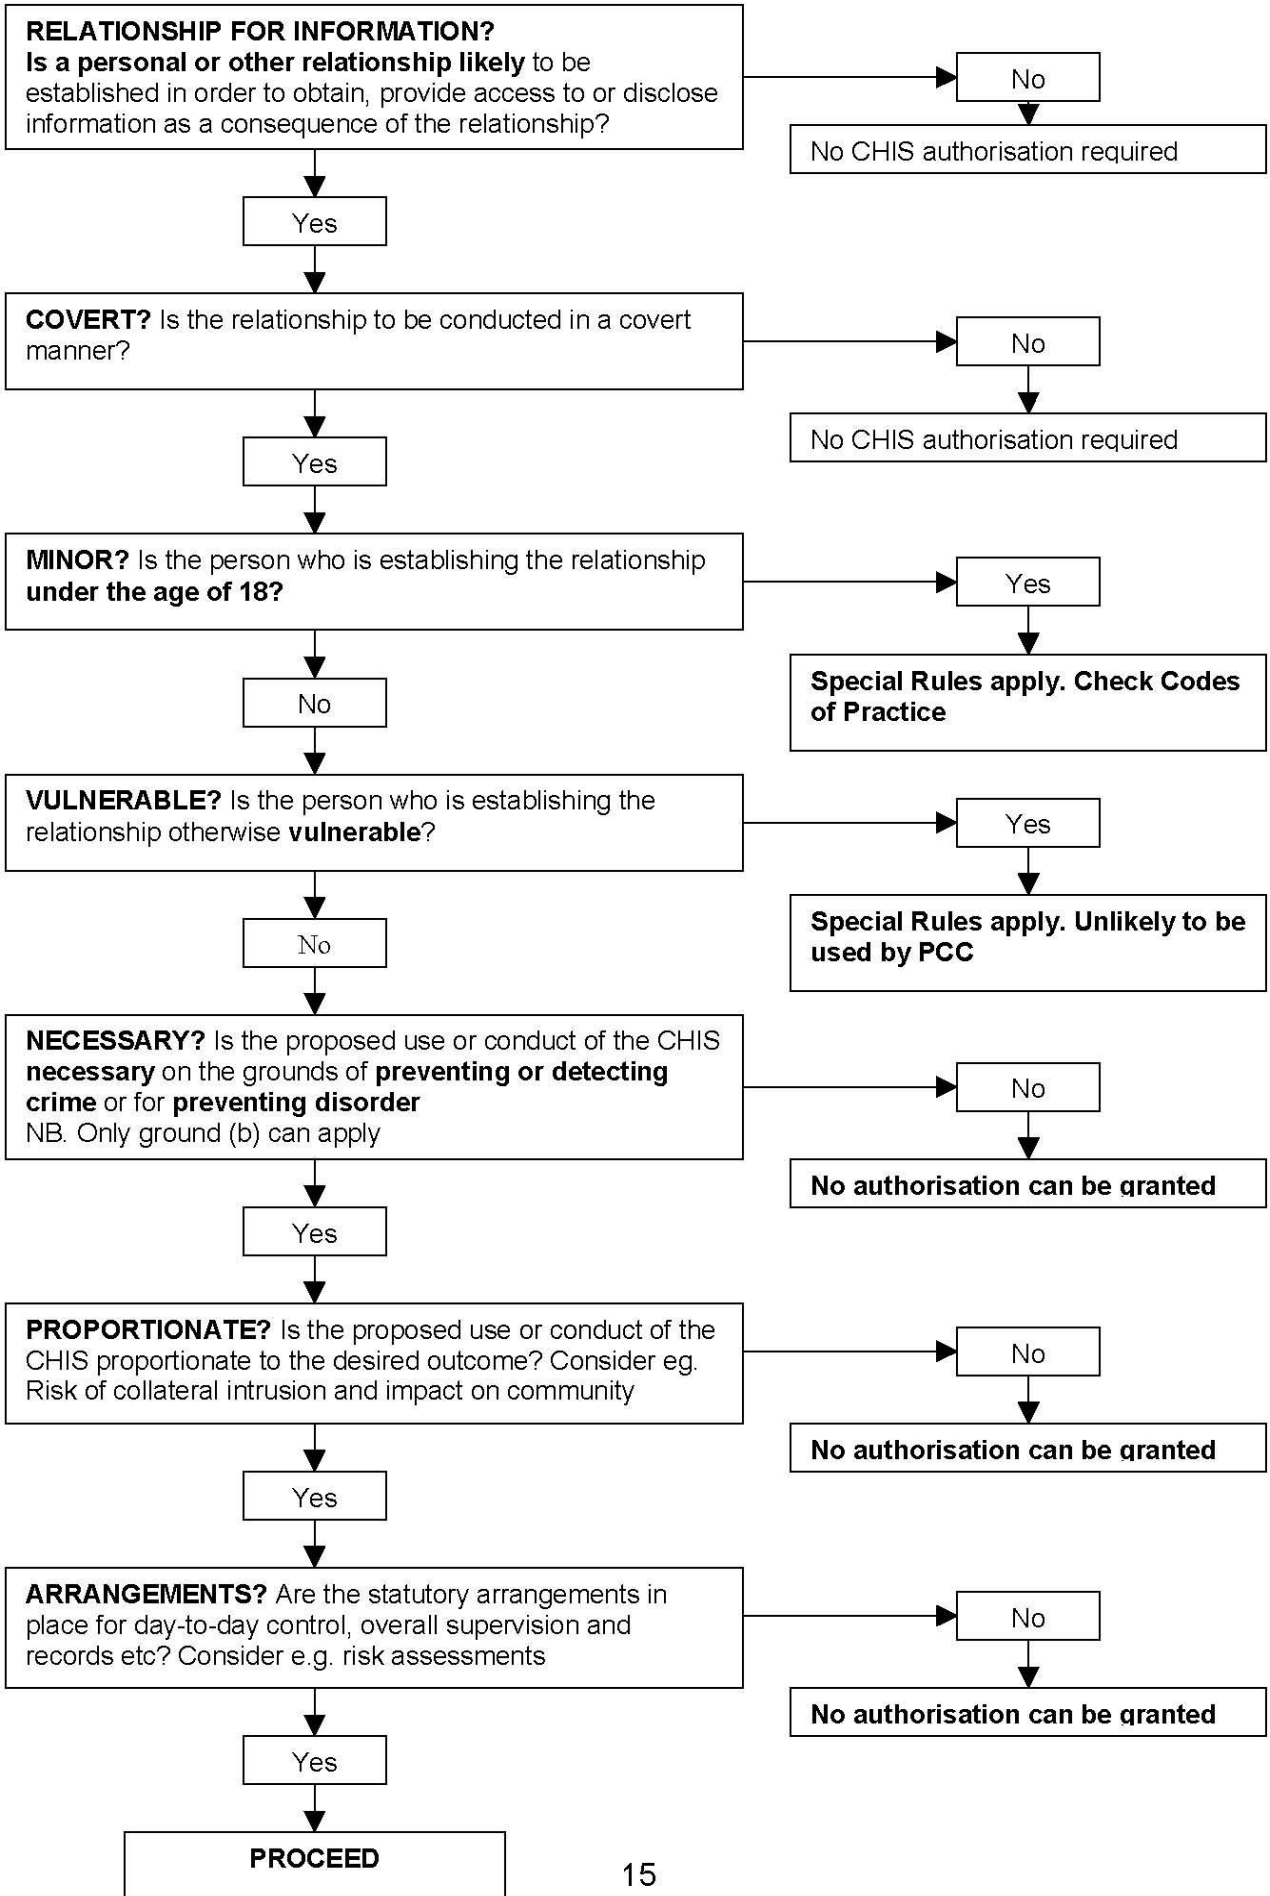 RELATIONSHIP FOR INFORMATION?
Is a personal or other relationship likely to be
established in order to obtain, provide access to or disclose
information as a consequence of the relationship?
No
No CHIS authorisation required
Yes
COVERT? Is the relationship to be conducted in a covert
manner?
No
No CHIS authorisation required
Yes
MINOR? Is the person who is establishing the relationship
under the age of 18?
Yes
Special Rules apply. Check Codes
of Practice
No
VULNERABLE? Is the person who is establishing the
relationship otherwise vulnerable?
Yes
Special Rules apply. Unlikely to be
used by PCC
No
NECESSARY? Is the proposed use or conduct of the CHIS
necessary on the grounds of preventing or detecting
crime or for preventing disorder
NB. Only ground (b) can apply
No
No authorisation can be granted
Yes
PROPORTIONATE? Is the proposed use or conduct of the
CHIS proportionate to the desired outcome? Consider eg.
Risk of collateral intrusion and impact on community
No
No authorisation can be granted
Yes
ARRANGEMENTS? Are the statutory arrangements in
place for day-to-day control, overall supervision and
records etc? Consider e.g. risk assessments
No
No authorisation can be granted
Yes
PROCEED
15